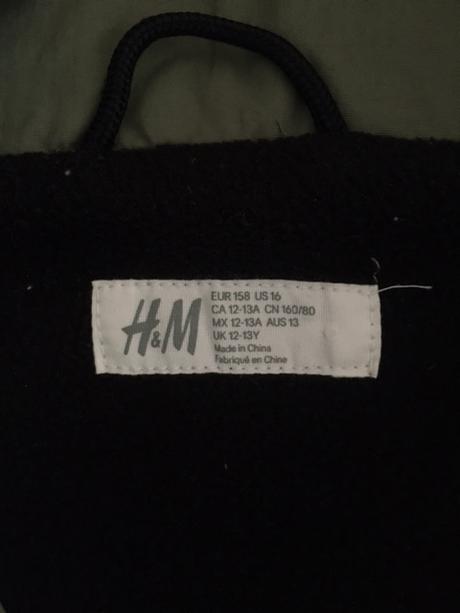 H&M
EUR 158 US 16
CA 12-13A CN 160/80
MX 12-13A AUS 13
UK 12-13Y
Made in China
Fabriqué en Chine